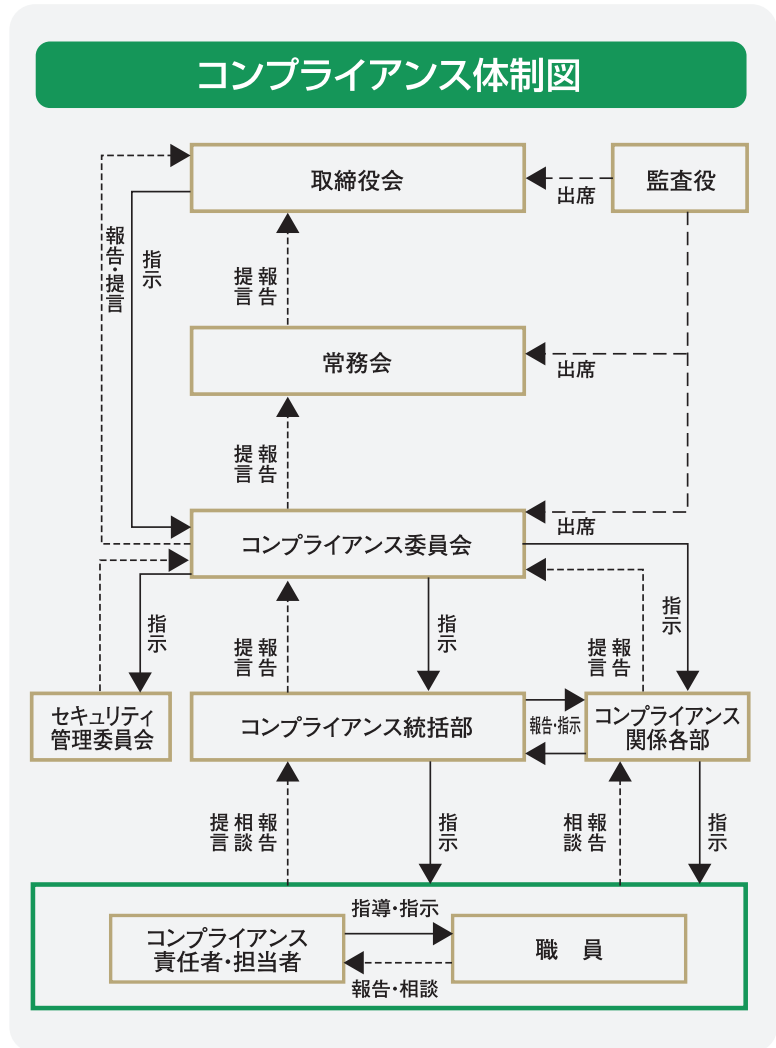 コンプライアンス体制図
取締役会
監査役
出席
報告・提言
指示
報告
提言
常務会
出席
報告
提言
コンプライアンス委員会
出席
指示
報告
提言
指示
報告
提言
指示
セキュリティ
管理委員会
コンプライアンス統括部
報告・指示
コンプライアンス
関係各部
報告
相談
提言
指示
報告
相談
指示
コンプライアンス
責任者・担当者
指導・指示
報告・相談
職　員